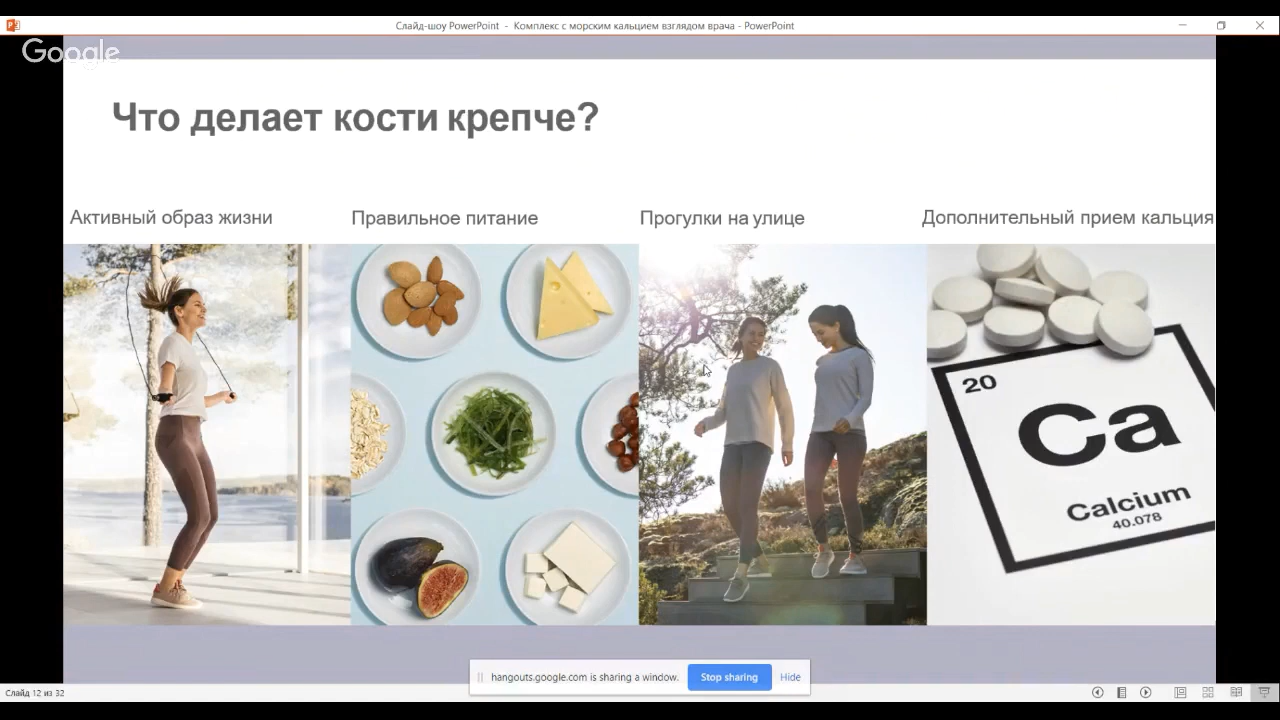 Слайд-шоу PowerPoint - Комплекс с морским кальцием взглядом врача - PowerPoint
Google
Что делает кости крепче?
Активный образ жизни
Правильное питание
Прогулки на улице
Дополнительный прием кальция
20
Ca
Calcium
40.078
hangouts.google.com is sharing a window.
Stop sharing
Hide
Слайд 12 из 32